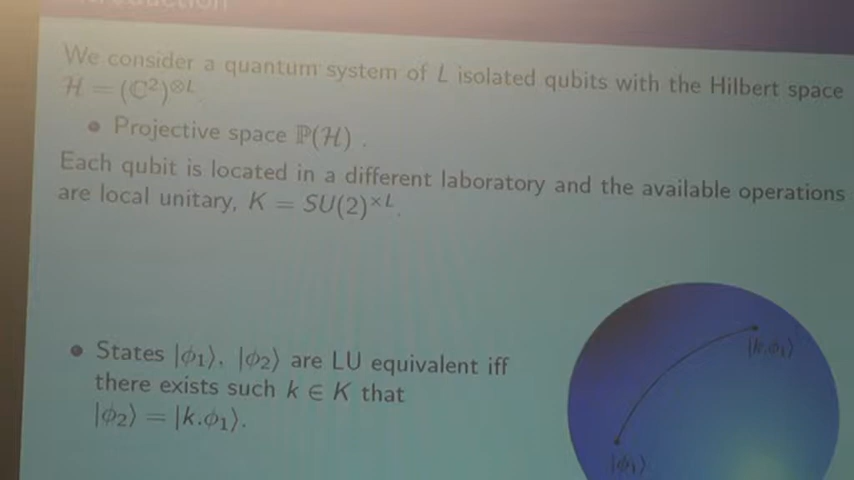 We consider a quantum system of L isolated qubits with the Hilbert space
ℋ = (ℂ²)^⊗L.
• Projective space ℙ(ℋ) .
Each qubit is located in a different laboratory and the available operations
are local unitary, K = SU(2)^×L.
• States |ϕ₁⟩, |ϕ₂⟩ are LU equivalent iff
there exists such k ∈ K that
|ϕ₂⟩ = |k.ϕ₁⟩.
|k.ϕ₁⟩
|ϕ₁⟩